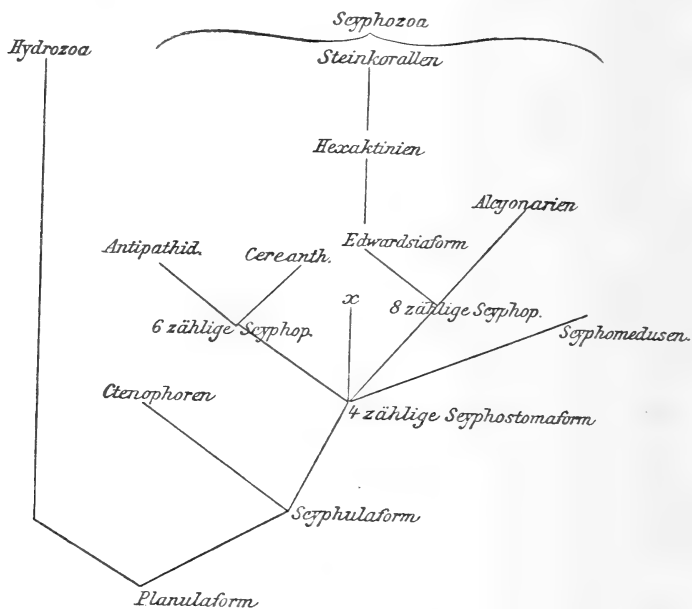 Scyphozoa
Hydrozoa
Steinkorallen
Hexaktinien
Alcyonarien
Antipathid.
Cereanth.
Edwardsiaform
x
8 zählige Scyphop.
6 zählige Scyphop.
Scyphomedusen.
Ctenophoren
4 zählige Scyphostomaform
Scyphulaform
Planulaform